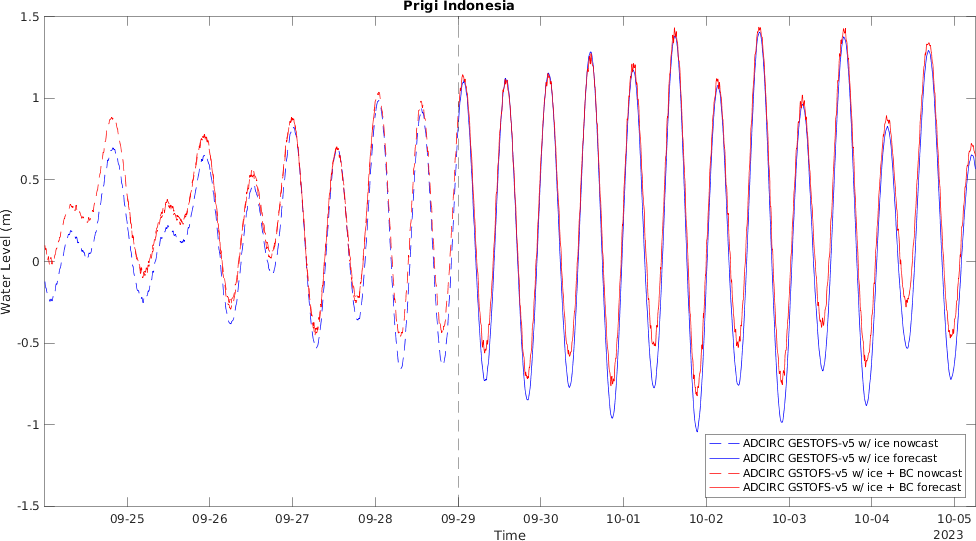 Prigi Indonesia
1.5
1
0.5
0
-0.5
-1
-1.5
Water Level (m)
ADCIRC GESTOFS-v5 w/ ice nowcast
ADCIRC GESTOFS-v5 w/ ice forecast
ADCIRC GSTOFS-v5 w/ ice + BC nowcast
ADCIRC GSTOFS-v5 w/ ice + BC forecast
09-25 09-26 09-27 09-28 09-29 09-30 10-01 10-02 10-03 10-04 10-05
Time
2023